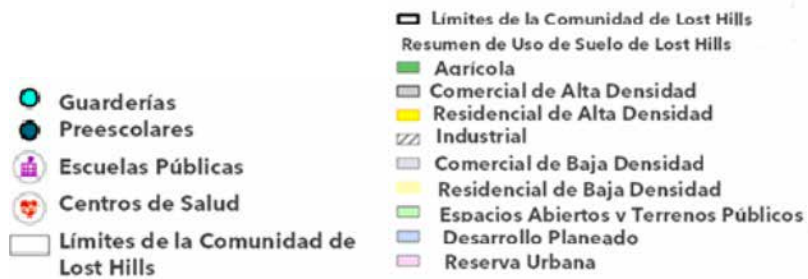 Guarderías
Preescolares
Escuelas Públicas
Centros de Salud
Límites de la Comunidad de
Lost Hills
Límites de la Comunidad de Lost Hills
Resumen de Uso de Suelo de Lost Hills
Agrícola
Comercial de Alta Densidad
Residencial de Alta Densidad
Industrial
Comercial de Baja Densidad
Residencial de Baja Densidad
Espacios Abiertos y Terrenos Públicos
Desarrollo Planeado
Reserva Urbana